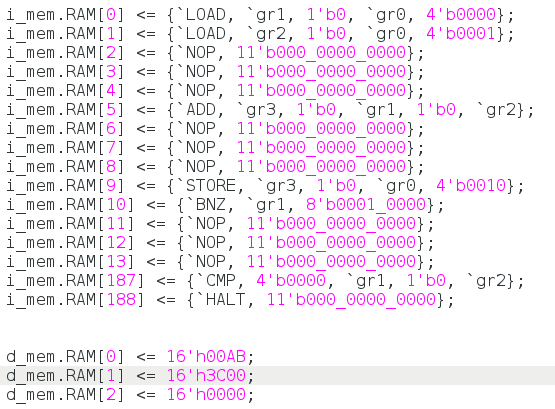 i_mem.RAM[0] <= {`LOAD, `gr1, 1'b0, `gr0, 4'b0000};
i_mem.RAM[1] <= {`LOAD, `gr2, 1'b0, `gr0, 4'b0001};
i_mem.RAM[2] <= {`NOP, 11'b000_0000_0000};
i_mem.RAM[3] <= {`NOP, 11'b000_0000_0000};
i_mem.RAM[4] <= {`NOP, 11'b000_0000_0000};
i_mem.RAM[5] <= {`ADD, `gr3, 1'b0, `gr1, 1'b0, `gr2};
i_mem.RAM[6] <= {`NOP, 11'b000_0000_0000};
i_mem.RAM[7] <= {`NOP, 11'b000_0000_0000};
i_mem.RAM[8] <= {`NOP, 11'b000_0000_0000};
i_mem.RAM[9] <= {`STORE, `gr3, 1'b0, `gr0, 4'b0010};
i_mem.RAM[10] <= {`BNZ, `gr1, 8'b0001_0000};
i_mem.RAM[11] <= {`NOP, 11'b000_0000_0000};
i_mem.RAM[12] <= {`NOP, 11'b000_0000_0000};
i_mem.RAM[13] <= {`NOP, 11'b000_0000_0000};
i_mem.RAM[187] <= {`CMP, 4'b0000, `gr1, 1'b0, `gr2};
i_mem.RAM[188] <= {`HALT, 11'b000_0000_0000};
d_mem.RAM[0] <= 16'h00AB;
d_mem.RAM[1] <= 16'h3C00;
d_mem.RAM[2] <= 16'h0000;